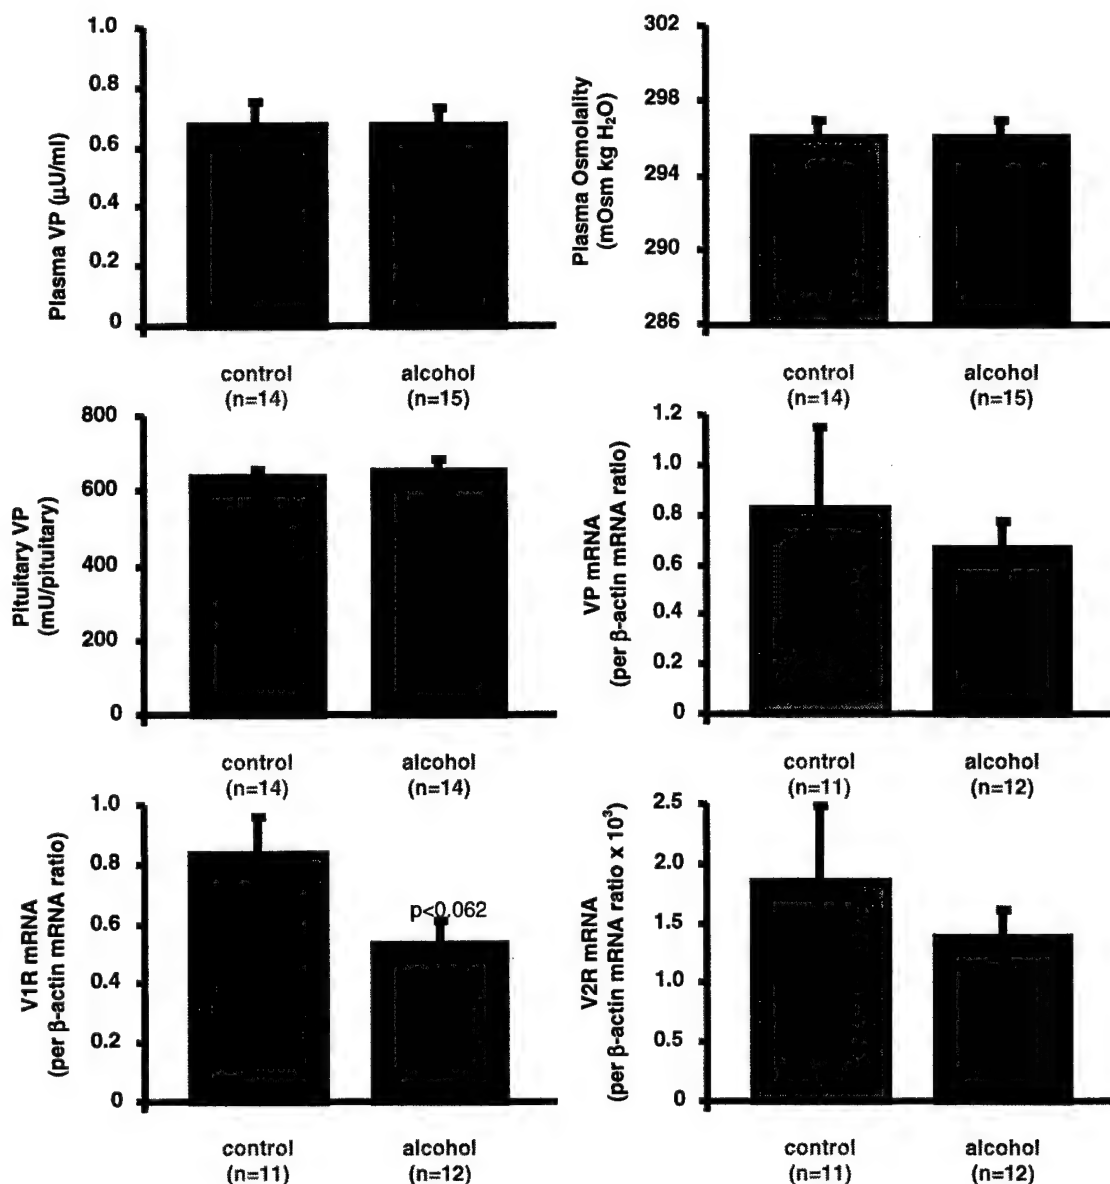 Plasma VP (µU/ml)
1.0
0.8
0.6
0.4
0.2
0
control
(n=14)
alcohol
(n=15)
Plasma Osmolality
(mOsm kg H₂O)
302
298
294
290
286
control
(n=14)
alcohol
(n=15)
Pituitary VP
(mU/pituitary)
800
600
400
200
0
control
(n=14)
alcohol
(n=14)
VP mRNA
(per β-actin mRNA ratio)
1.2
1.0
0.8
0.6
0.4
0.2
0
control
(n=11)
alcohol
(n=12)
V1R mRNA
(per β-actin mRNA ratio)
1.0
0.8
0.6
0.4
0.2
0
p<0.062
control
(n=11)
alcohol
(n=12)
V2R mRNA
(per β-actin mRNA ratio x 10³)
2.5
2.0
1.5
1.0
0.5
0
control
(n=11)
alcohol
(n=12)